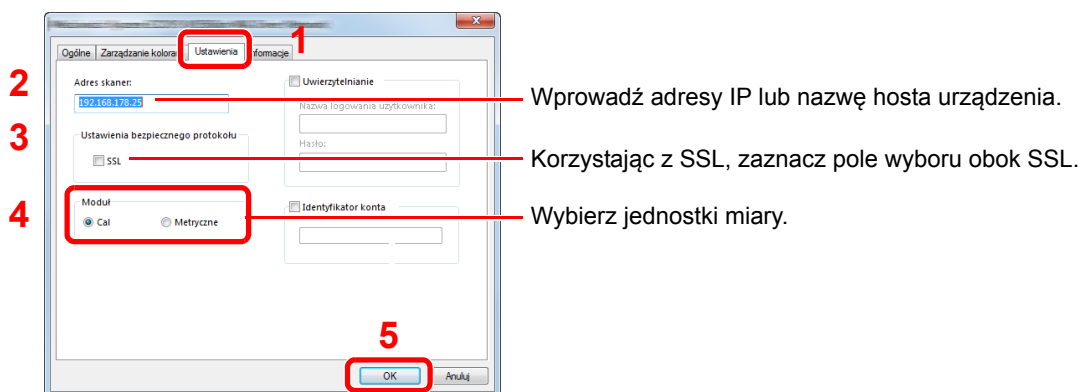 1
Ogólne
Zarządzanie kolora
Ustawienia
nformacje
2
Adres skaner:
Uwierzytelnianie
192.168.178.25
Nazwa logowania użytkownika:
Wprowadź adresy IP lub nazwę hosta urządzenia.
3
Ustawienia bezpiecznego protokołu
Hasło:
SSL
Korzystając z SSL, zaznacz pole wyboru obok SSL.
4
Moduł
Identyfikator konta
Wybierz jednostki miary.
Cal
Metryczne
5
OK
Anuluj